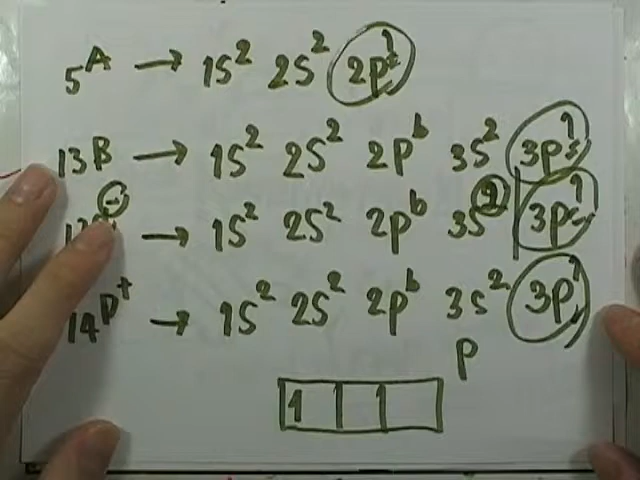 5A → 1S² 2S² 2p¹
13B → 1S² 2S² 2p⁶ 3S² 3p¹
→ 1S² 2S² 2p⁶ 3S 3p¹
14p⁺ → 1S² 2S² 2p⁶ 3S² 3p¹
p
1 1